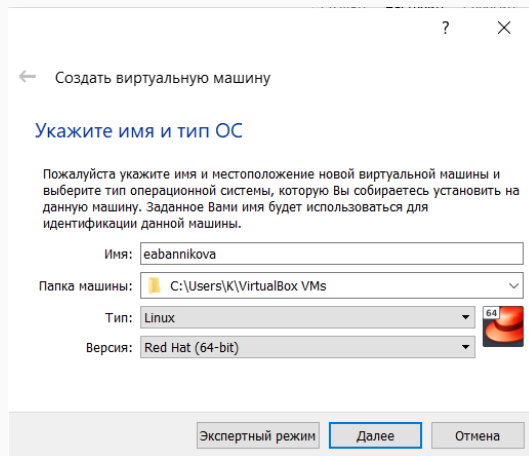 ?
Создать виртуальную машину
Укажите имя и тип ОС
Пожалуйста укажите имя и местоположение новой виртуальной машины и
выберите тип операционной системы, которую Вы собираетесь установить на
данную машину. Заданное Вами имя будет использоваться для
идентификации данной машины.
Имя: eabannikova
Папка машины: C:\Users\K\VirtualBox VMs
Тип: Linux
64
Версия: Red Hat (64-bit)
Экспертный режим Далее Отмена